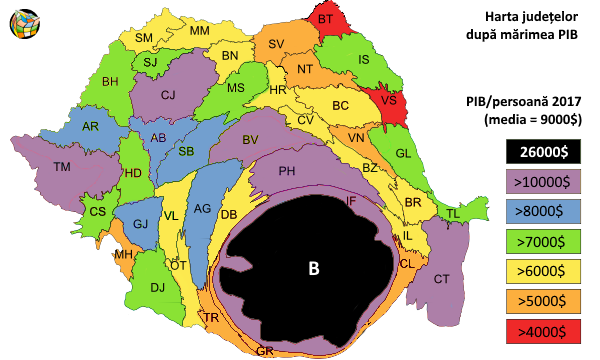 Harta județelor
după mărimea PIB
PIB/persoană 2017
(media = 9000$)
26000$
>10000$
>8000$
>7000$
>6000$
>5000$
>4000$
BT
SM
MM
SV
SJ
BN
NT
IS
BH
CJ
MS
HR
BC
VS
AR
AB
SB
BV
CV
VN
GL
TM
HD
PH
BZ
CS
GJ
VL
AG
DB
IF
BR
TL
MH
OT
B
IL
CL
CT
DJ
TR
GR